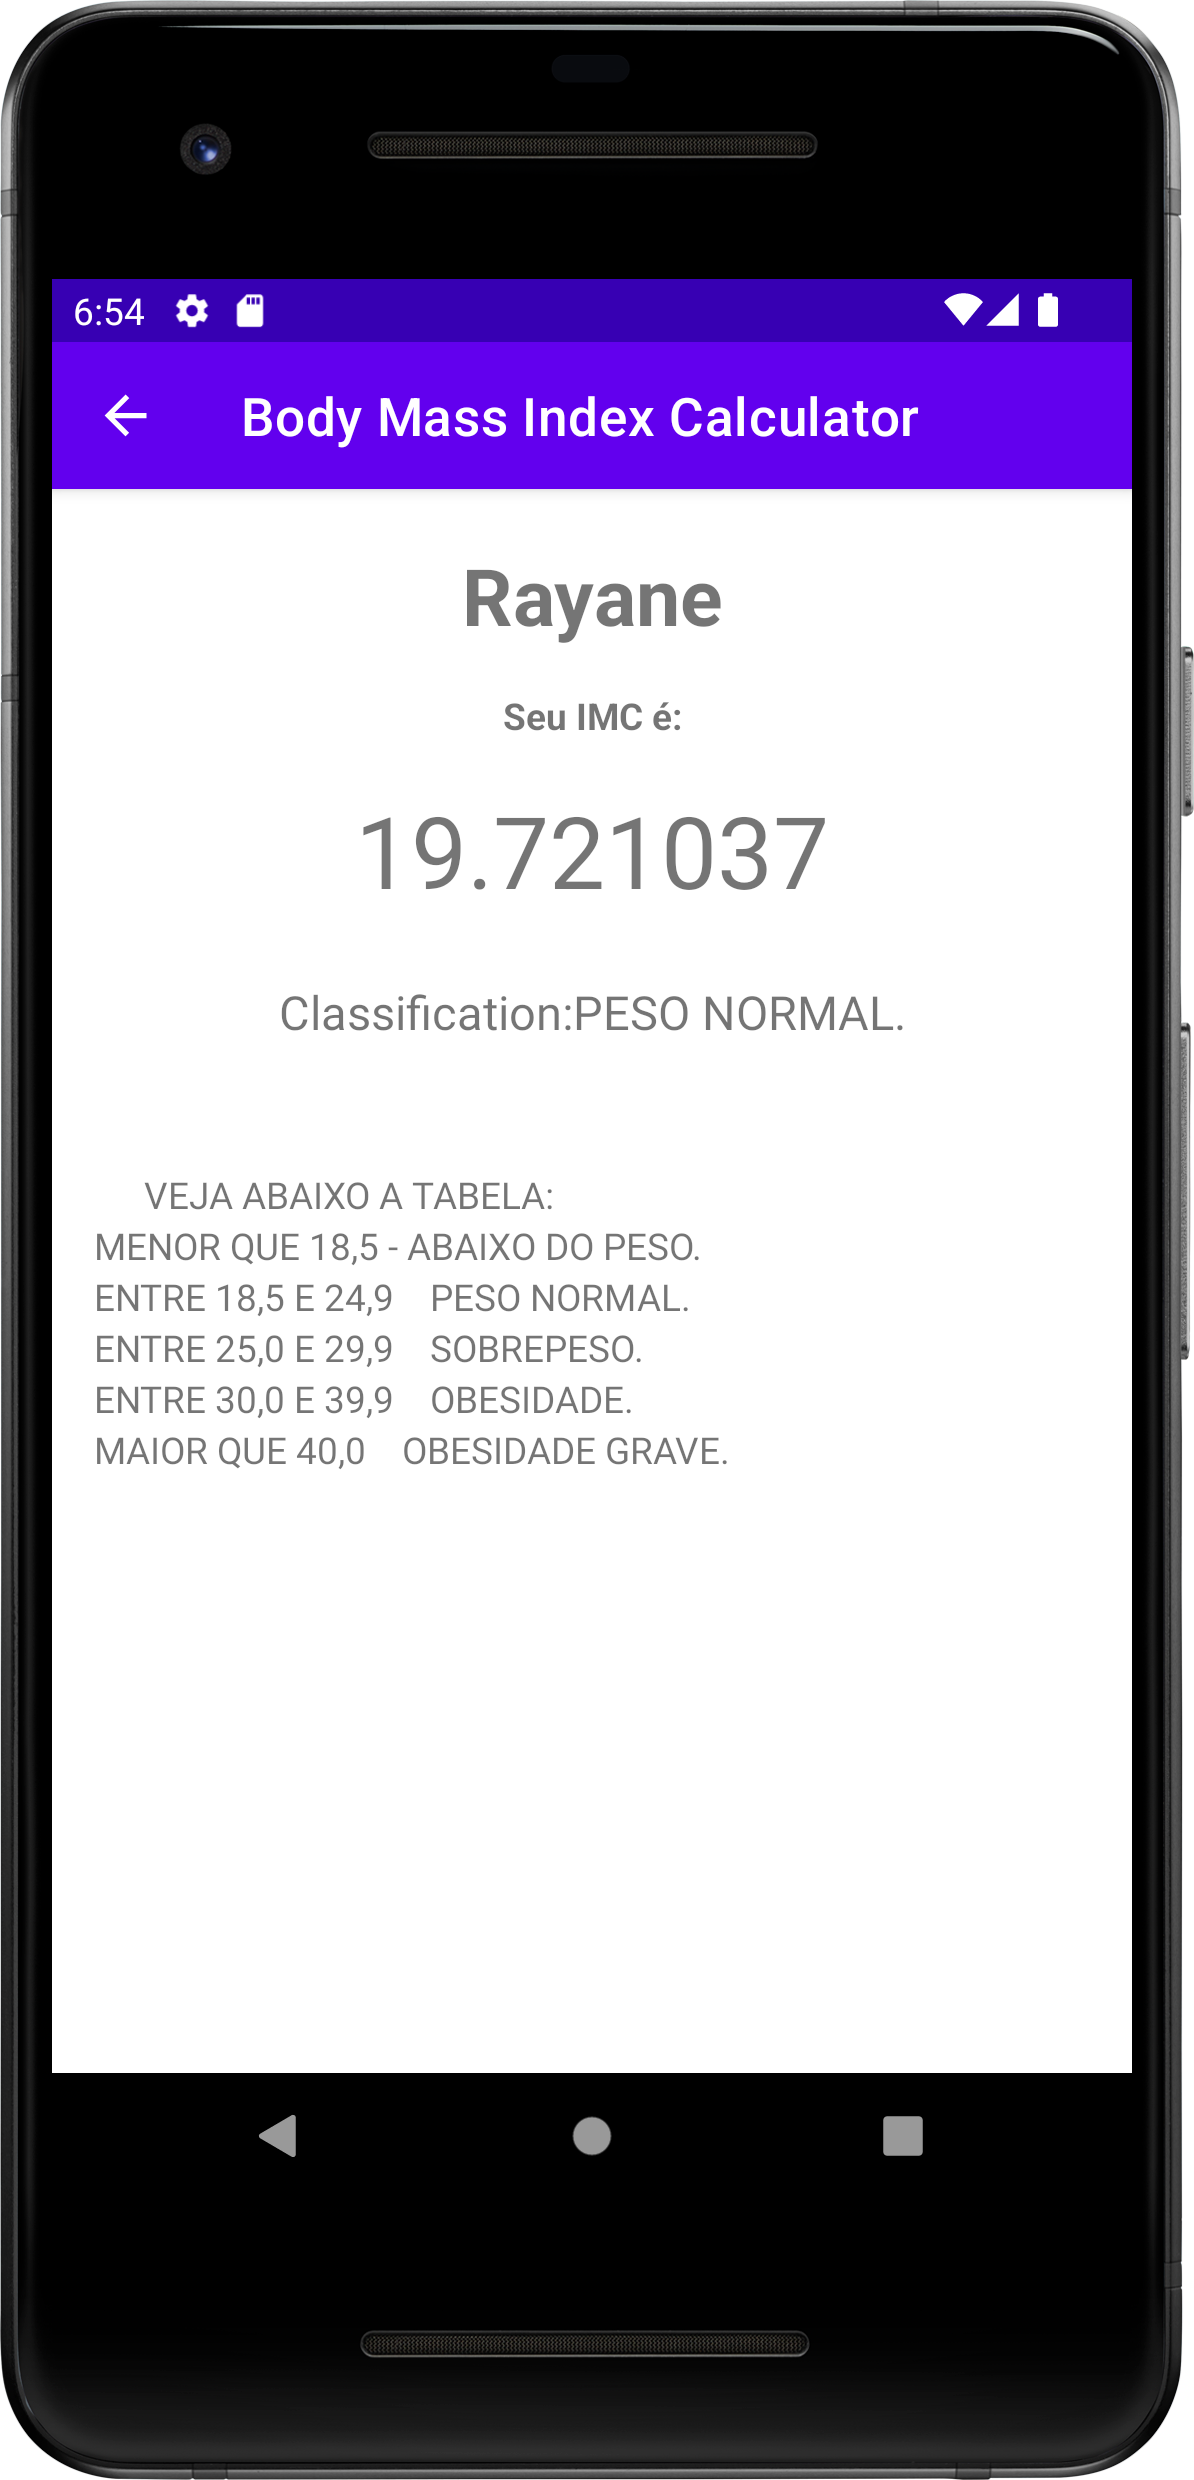 6:54
Body Mass Index Calculator
Rayane
Seu IMC é:
19.721037
Classification:PESO NORMAL.
VEJA ABAIXO A TABELA:
MENOR QUE 18,5 - ABAIXO DO PESO.
ENTRE 18,5 E 24,9    PESO NORMAL.
ENTRE 25,0 E 29,9    SOBREPESO.
ENTRE 30,0 E 39,9    OBESIDADE.
MAIOR QUE 40,0    OBESIDADE GRAVE.